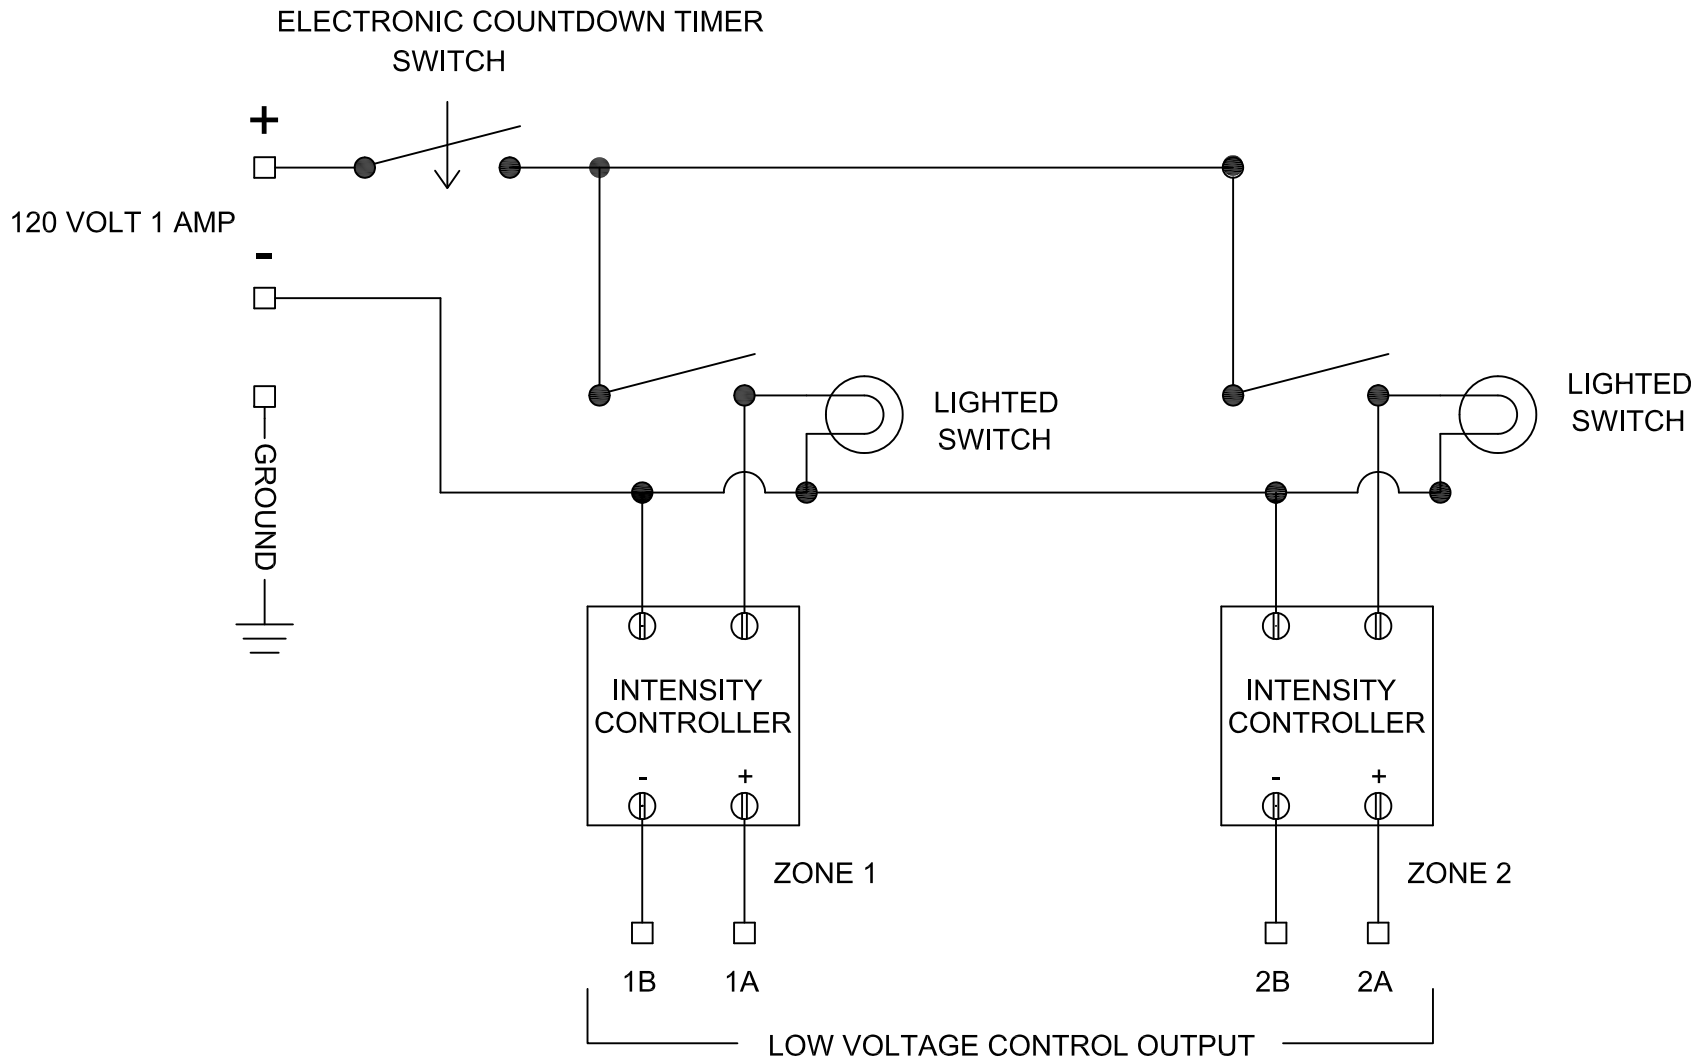 ELECTRONIC COUNTDOWN TIMER
SWITCH
+
120 VOLT 1 AMP
-
GROUND
LIGHTED
SWITCH
LIGHTED
SWITCH
INTENSITY
CONTROLLER
- +
INTENSITY
CONTROLLER
- +
ZONE 1
ZONE 2
1B 1A
2B 2A
LOW VOLTAGE CONTROL OUTPUT